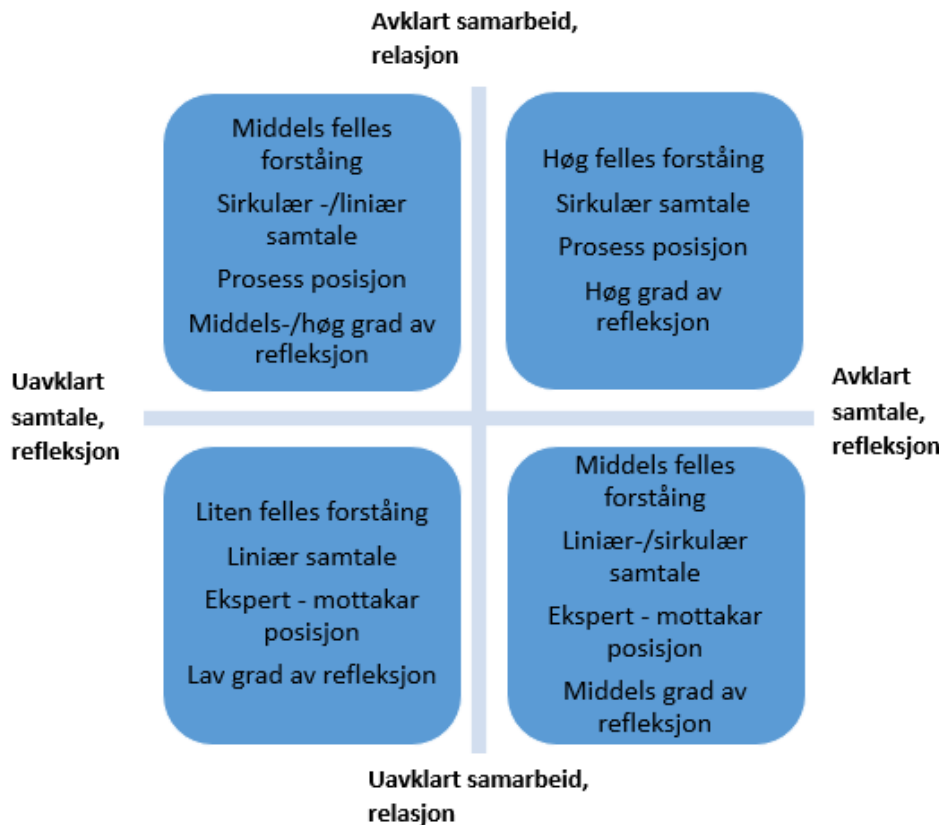 Avklart samarbeid,
relasjon
Middels felles
forståing
Sirkulær -/liniær
samtale
Prosess posisjon
Middels-/høg grad av
refleksjon
Høg felles forståing
Sirkulær samtale
Prosess posisjon
Høg grad av
refleksjon
Uavklart
samtale,
refleksjon
Avklart
samtale,
refleksjon
Liten felles forståing
Liniær samtale
Ekspert - mottakar
posisjon
Lav grad av refleksjon
Middels felles
forståing
Liniær-/sirkulær
samtale
Ekspert - mottakar
posisjon
Middels grad av
refleksjon
Uavklart samarbeid,
relasjon